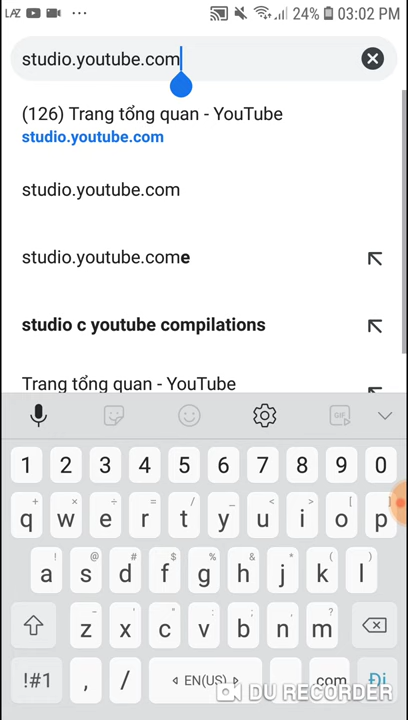 LAZ 24% 03:02 PM
studio.youtube.com
(126) Trang tổng quan - YouTube
studio.youtube.com
studio.youtube.com
studio.youtube.come
studio c youtube compilations
Trang tổng quan - YouTube
GIF
1 2 3 4 5 6 7 8 9 0
q w e r t y u i o p
a s d f g h j k l
z x c v b n m
!#1 , / EN(US) . .com Đi
DU RECORDER